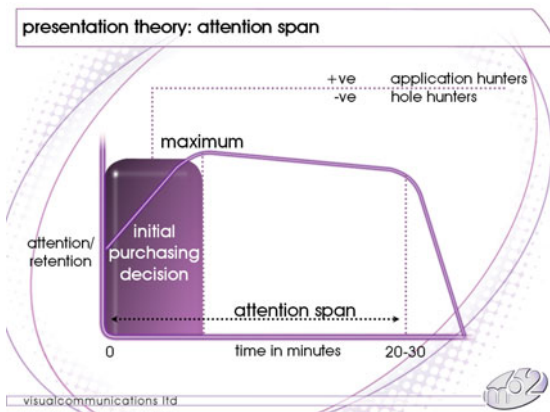 presentation theory: attention span
+ve application hunters
-ve hole hunters
maximum
attention/
retention
initial
purchasing
decision
attention span
0 time in minutes 20-30
visualcommunications ltd
m62